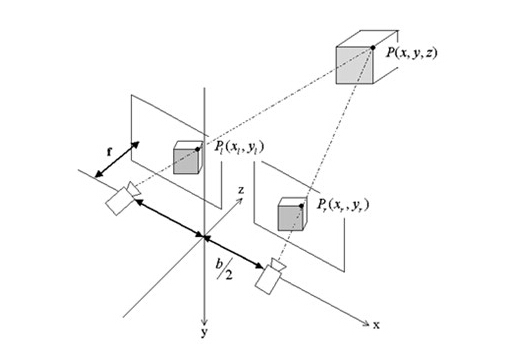 P(x, y, z)
f
P_l(x_l, y_l)
z
P_r(x_r, y_r)
b/2
x
y